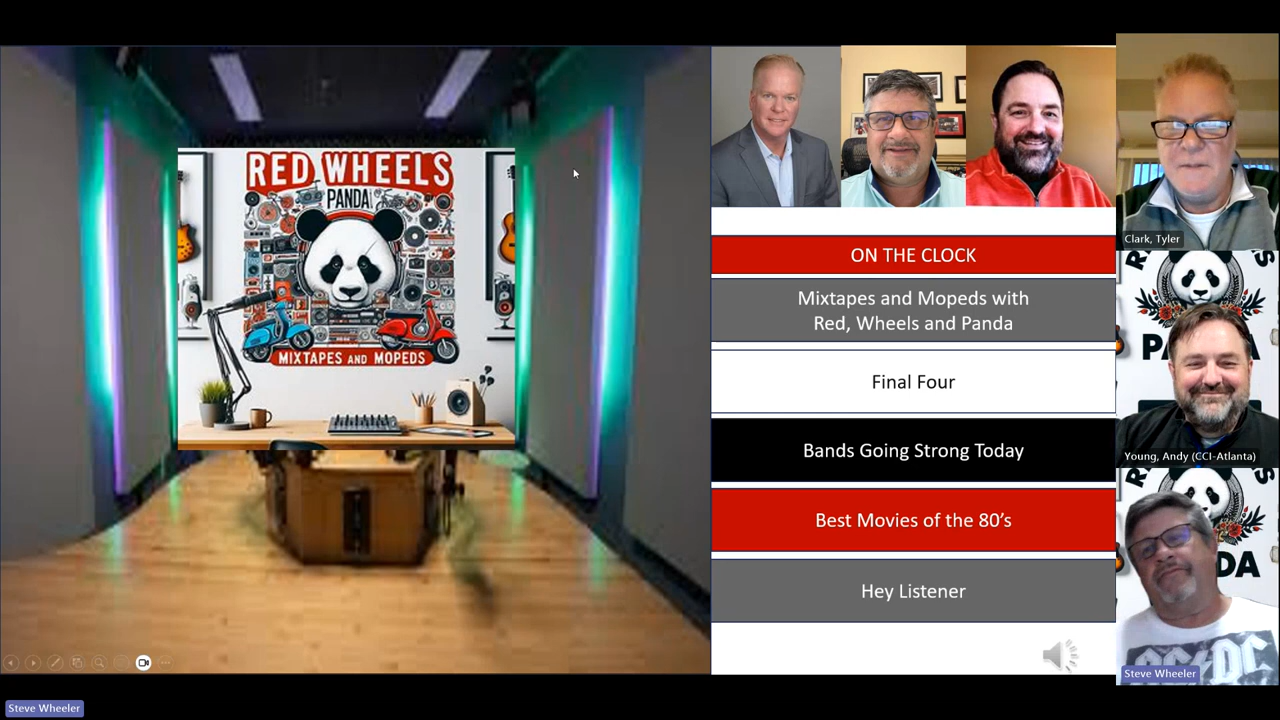 RED WHEELS
PANDA
MIXTAPES AND MOPEDS
ON THE CLOCK
Mixtapes and Mopeds with
Red, Wheels and Panda
Final Four
Bands Going Strong Today
Best Movies of the 80's
Hey Listener
Clark, Tyler
Young, Andy (CCI-Atlanta)
DA
AC DC
Steve Wheeler
Steve Wheeler